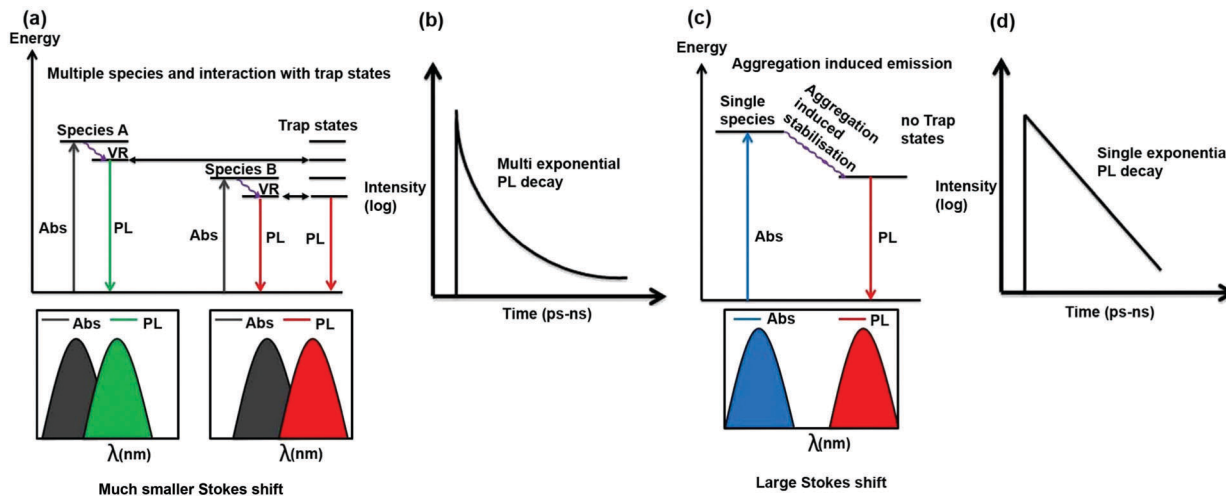 (a)
Energy
Multiple species and interaction with trap states
Species A
VR
Trap states
Species B
VR
Abs
PL
Abs
PL
PL
Abs
PL
λ(nm)
Abs
PL
λ(nm)
Much smaller Stokes shift
(b)
Intensity
(log)
Multi exponential
PL decay
Time (ps-ns)
(c)
Energy
Aggregation induced emission
Single
species
Aggregation
induced
stabilisation
no Trap
states
Abs
PL
Abs
PL
λ(nm)
Large Stokes shift
(d)
Intensity
(log)
Single exponential
PL decay
Time (ps-ns)